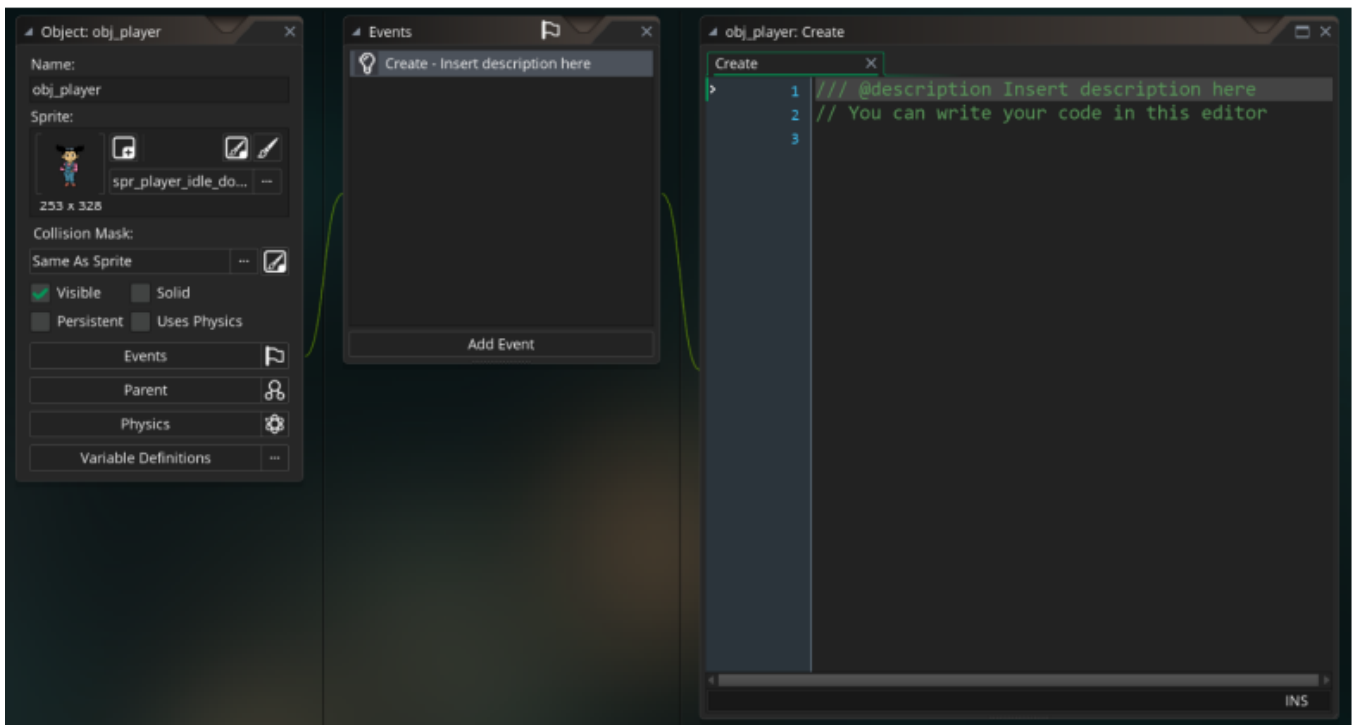 Object: obj_player
Name:
obj_player
Sprite:
spr_player_idle_do...
253 x 328
Collision Mask:
Same As Sprite
Visible
Solid
Persistent
Uses Physics
Events
Parent
Physics
Variable Definitions
Events
Create - Insert description here
Add Event
obj_player: Create
Create
1 /// @description Insert description here
2 // You can write your code in this editor
3
INS